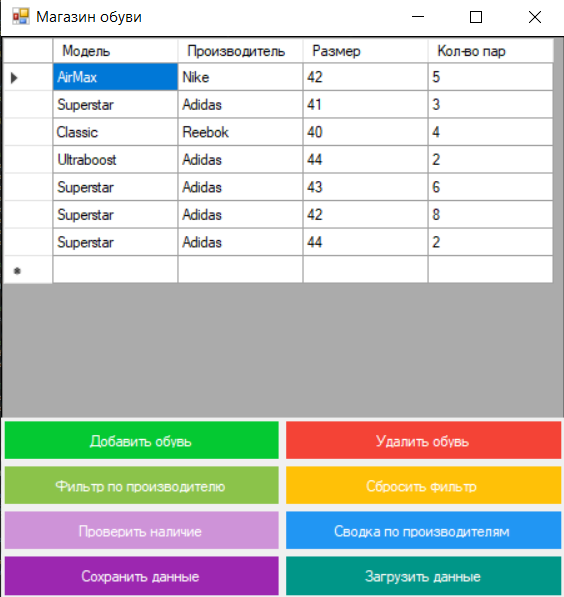 Магазин обуви
Модель Производитель Размер Кол-во пар
AirMax Nike 42 5
Superstar Adidas 41 3
Classic Reebok 40 4
Ultraboost Adidas 44 2
Superstar Adidas 43 6
Superstar Adidas 42 8
Superstar Adidas 44 2
Добавить обувь Удалить обувь
Фильтр по производителю Сбросить фильтр
Проверить наличие Сводка по производителям
Сохранить данные Загрузить данные